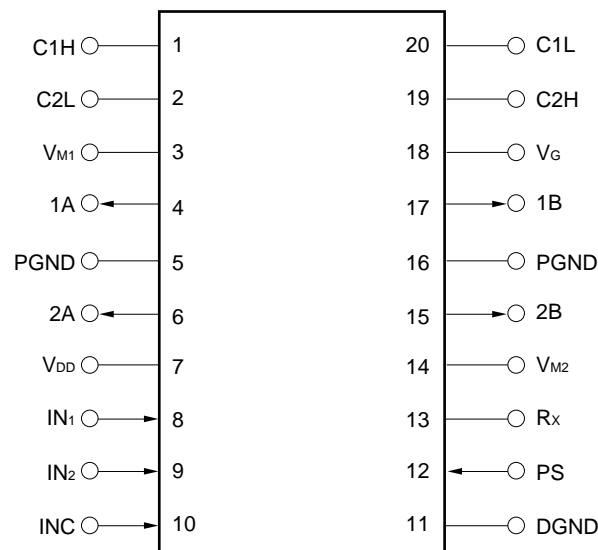 C1H 1 20 C1L
C2L 2 19 C2H
VM1 3 18 VG
1A 4 17 1B
PGND 5 16 PGND
2A 6 15 2B
VDD 7 14 VM2
IN1 8 13 RX
IN2 9 12 PS
INC 10 11 DGND